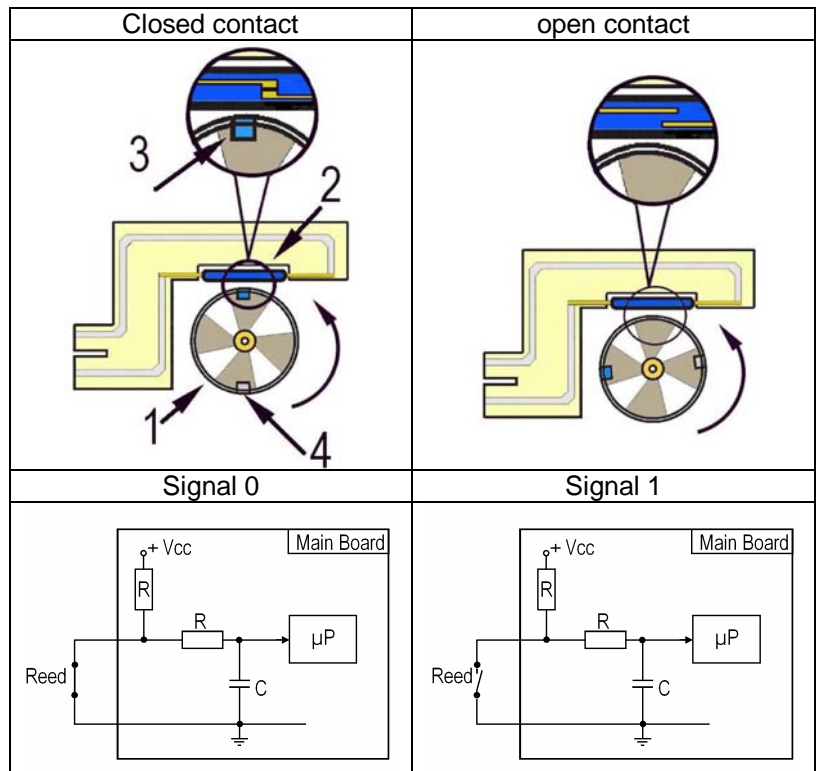 Closed contact
open contact
3
2
1
4
Signal 0
Signal 1
+ Vcc
Main Board
R
R
µP
Reed
C
+ Vcc
Main Board
R
R
µP
Reed
C